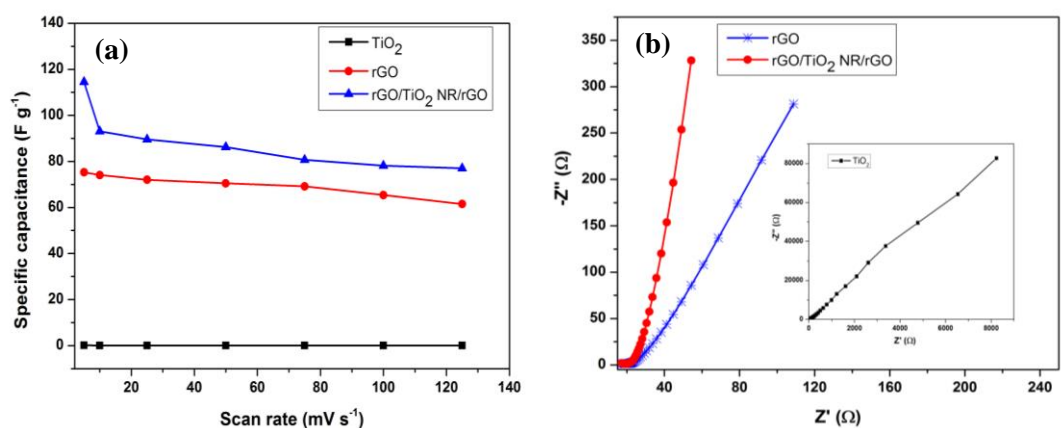 (a)
TiO2
rGO
rGO/TiO2 NR/rGO
Specific capacitance (F g-1)
140
120
100
80
60
40
20
0
20 40 60 80 100 120 140
Scan rate (mV s-1)
(b)
rGO
rGO/TiO2 NR/rGO
-Z'' (Ω)
350
300
250
200
150
100
50
0
40 80 120 160 200 240
Z' (Ω)
TiO2
-Z'' (Ω)
80000
60000
40000
20000
0
0 2000 4000 6000 8000
Z' (Ω)